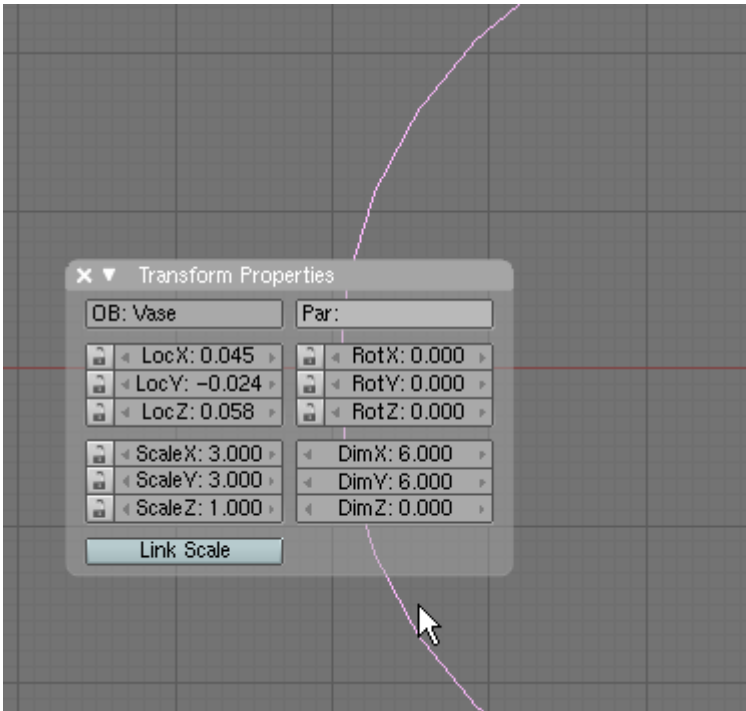 Transform Properties
OB: Vase Par:
LocX: 0.045 RotX: 0.000
LocY: -0.024 RotY: 0.000
LocZ: 0.058 RotZ: 0.000
ScaleX: 3.000 DimX: 6.000
ScaleY: 3.000 DimY: 6.000
ScaleZ: 1.000 DimZ: 0.000
Link Scale